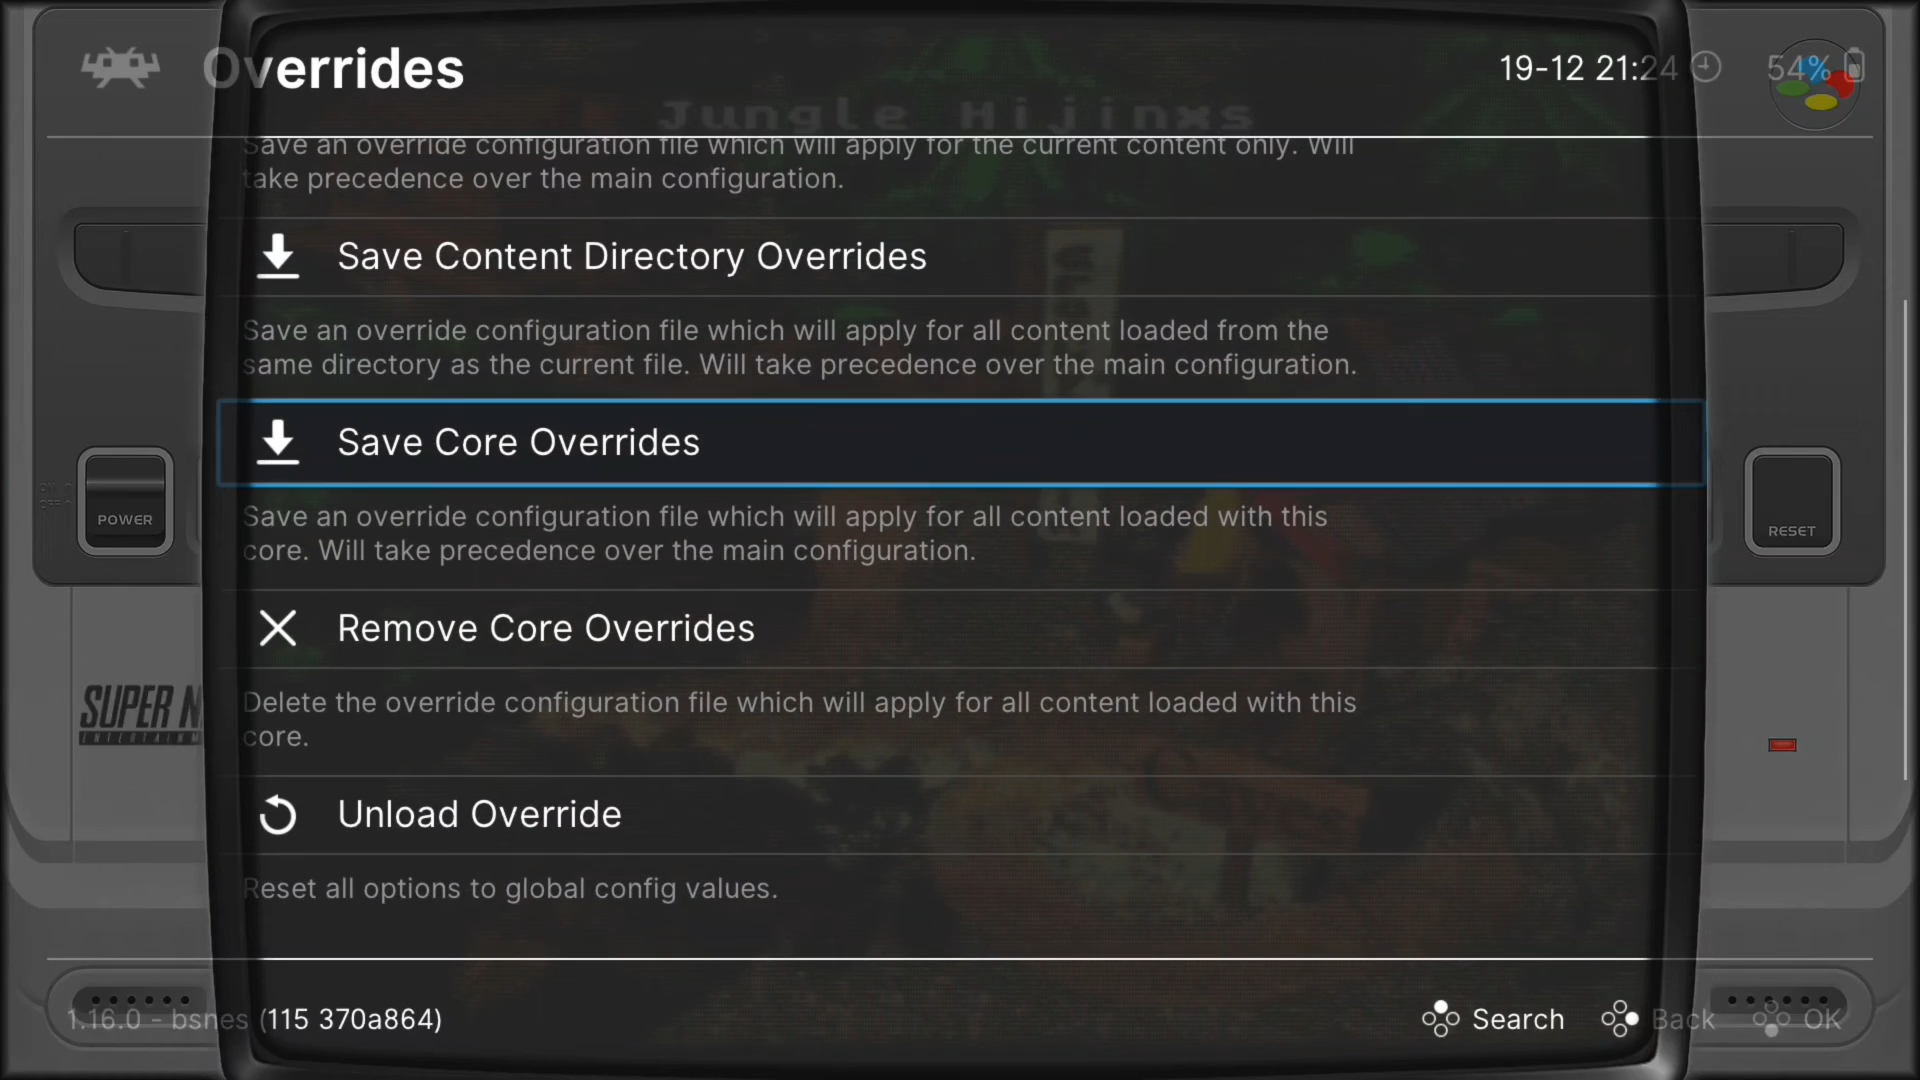 Overrides
19-12 21:24
54%
Jungle Hijinxs
Save an override configuration file which will apply for the current content only. Will
take precedence over the main configuration.
Save Content Directory Overrides
Save an override configuration file which will apply for all content loaded from the
same directory as the current file. Will take precedence over the main configuration.
Save Core Overrides
POWER
RESET
Save an override configuration file which will apply for all content loaded with this
core. Will take precedence over the main configuration.
Remove Core Overrides
SUPER N
ENTERTAINM
Delete the override configuration file which will apply for all content loaded with this
core.
Unload Override
Reset all options to global config values.
1.16.0 - bsnes (115 370a864)
Search
Back
OK